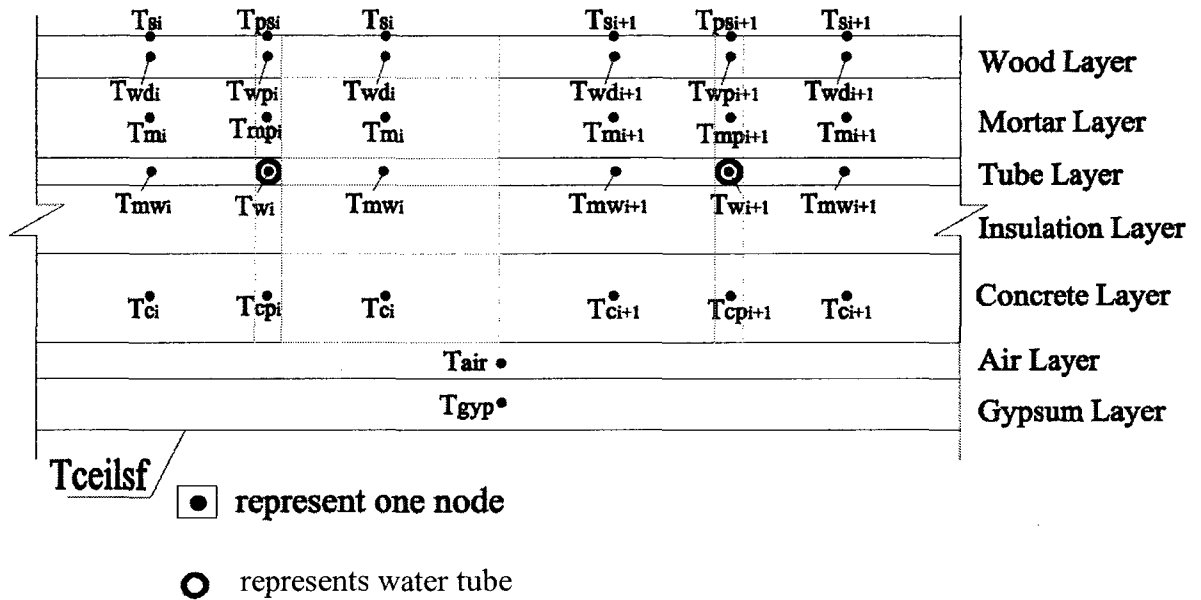 Tsi Tpsi Tsi Tsi+1 Tpsi+1 Tsi+1
Wood Layer
Twdi Twpi Twdi Twdi+1 Twpi+1 Twdi+1
Tmi Tmpi Tmi Tmi+1 Tmpi+1 Tmi+1
Mortar Layer
Tube Layer
Tmwi Twi Tmwi Tmwi+1 Twi+1 Tmwi+1
Insulation Layer
Tci Tcpi Tci Tci+1 Tcpi+1 Tci+1
Concrete Layer
Tair
Air Layer
Tgyp
Gypsum Layer
Tceilsf
represent one node
represents water tube